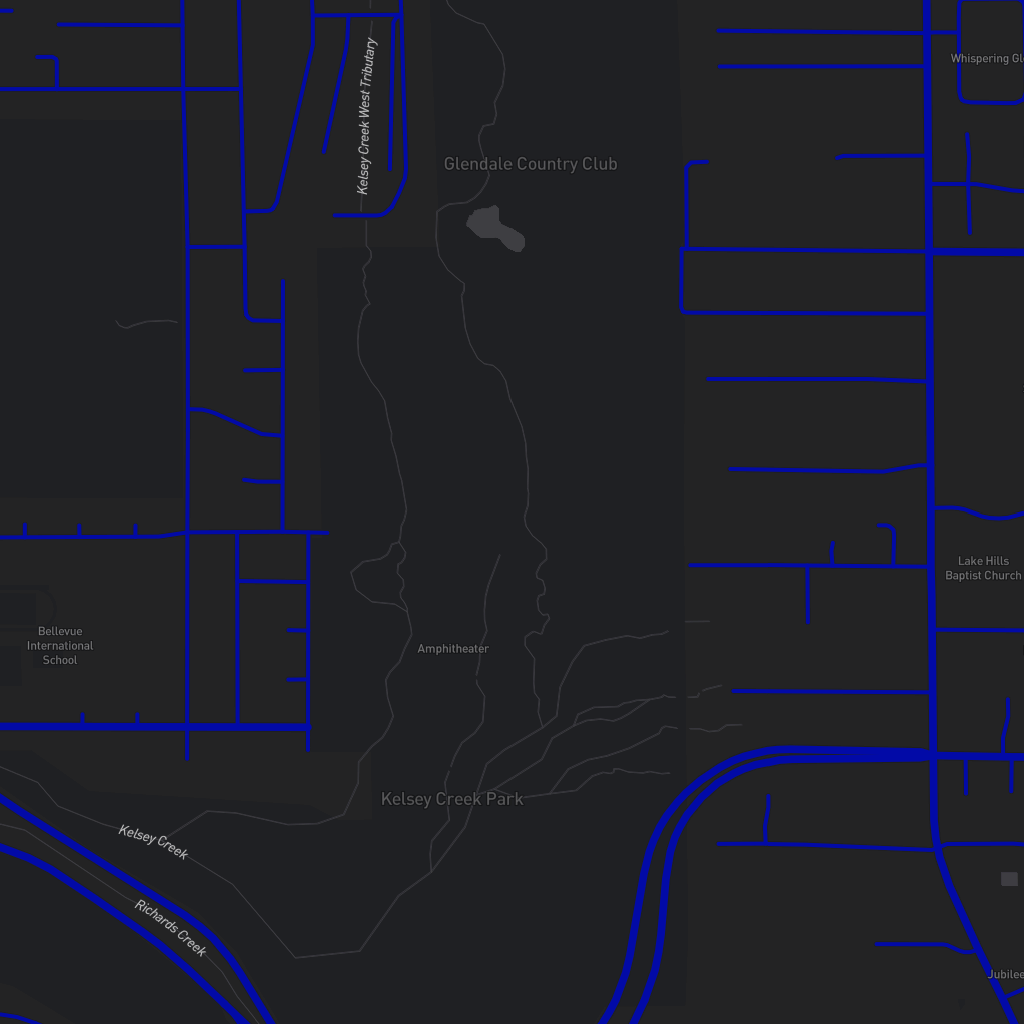 Whispering Gl
Kelsey Creek West Tributary
Glendale Country Club
Lake Hills
Baptist Church
Bellevue
International
School
Amphitheater
Kelsey Creek Park
Kelsey Creek
Richards Creek
Jubilee